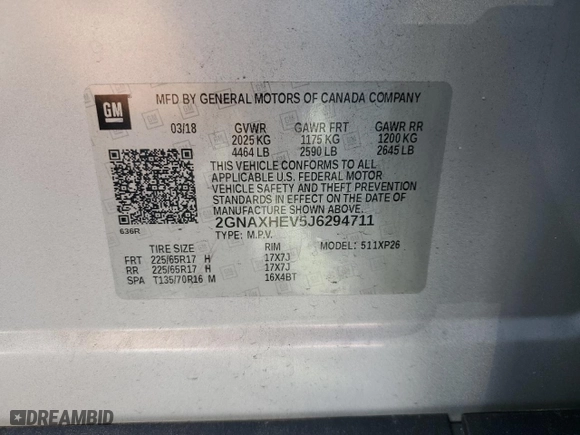 GM
MFD BY GENERAL MOTORS OF CANADA COMPANY
03/18 GVWR GAWR FRT GAWR RR
2025 KG 1175 KG 1200 KG
4464 LB 2590 LB 2645 LB
THIS VEHICLE CONFORMS TO ALL
APPLICABLE U.S. FEDERAL MOTOR
VEHICLE SAFETY AND THEFT PREVENTION
STANDARDS IN EFFECT ON THE DATE OF
MANUFACTURE SHOWN ABOVE.
636R 2GNAXHEV5J6294711
TYPE: M.P.V. MODEL: 511XP26
TIRE SIZE RIM
FRT 225/65R17 H 17X7J
RR 225/65R17 H 17X7J
SPA T135/70R16 M 16X4BT
DREAMBID